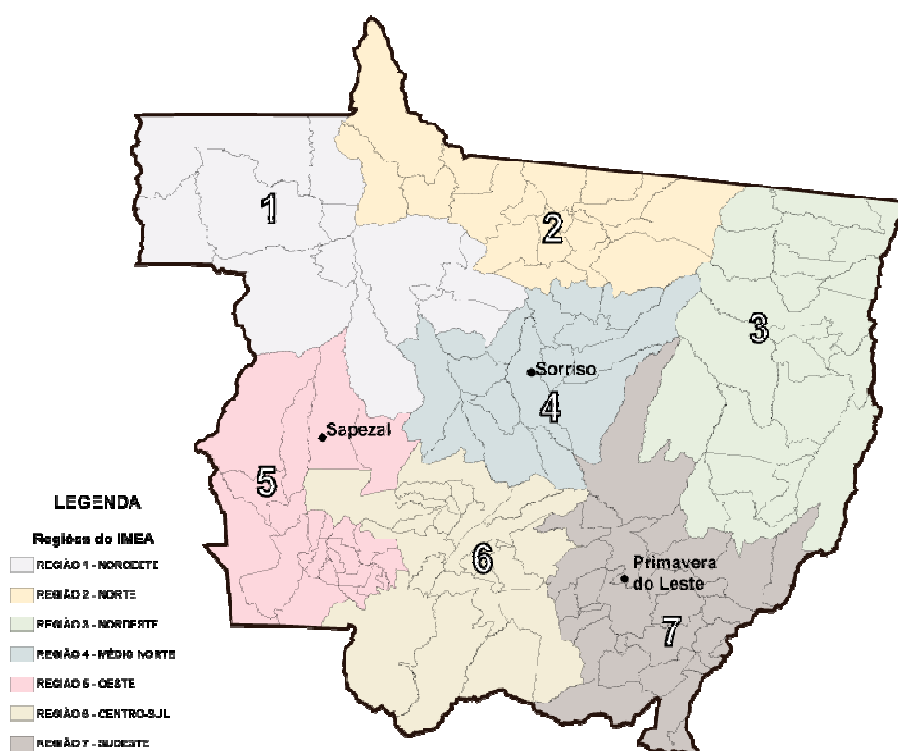 1
2
3
Sorriso
4
Sapezal
5
LEGENDA
Regiões do IMEA
6
Primavera
do Leste
7
REGIÃO 1 - NOROESTE
REGIÃO 2 - NORTE
REGIÃO 3 - NORDESTE
REGIÃO 4 - MÉDIO NORTE
REGIÃO 5 - OESTE
REGIÃO 6 - CENTRO-SUL
REGIÃO 7 - SUDESTE